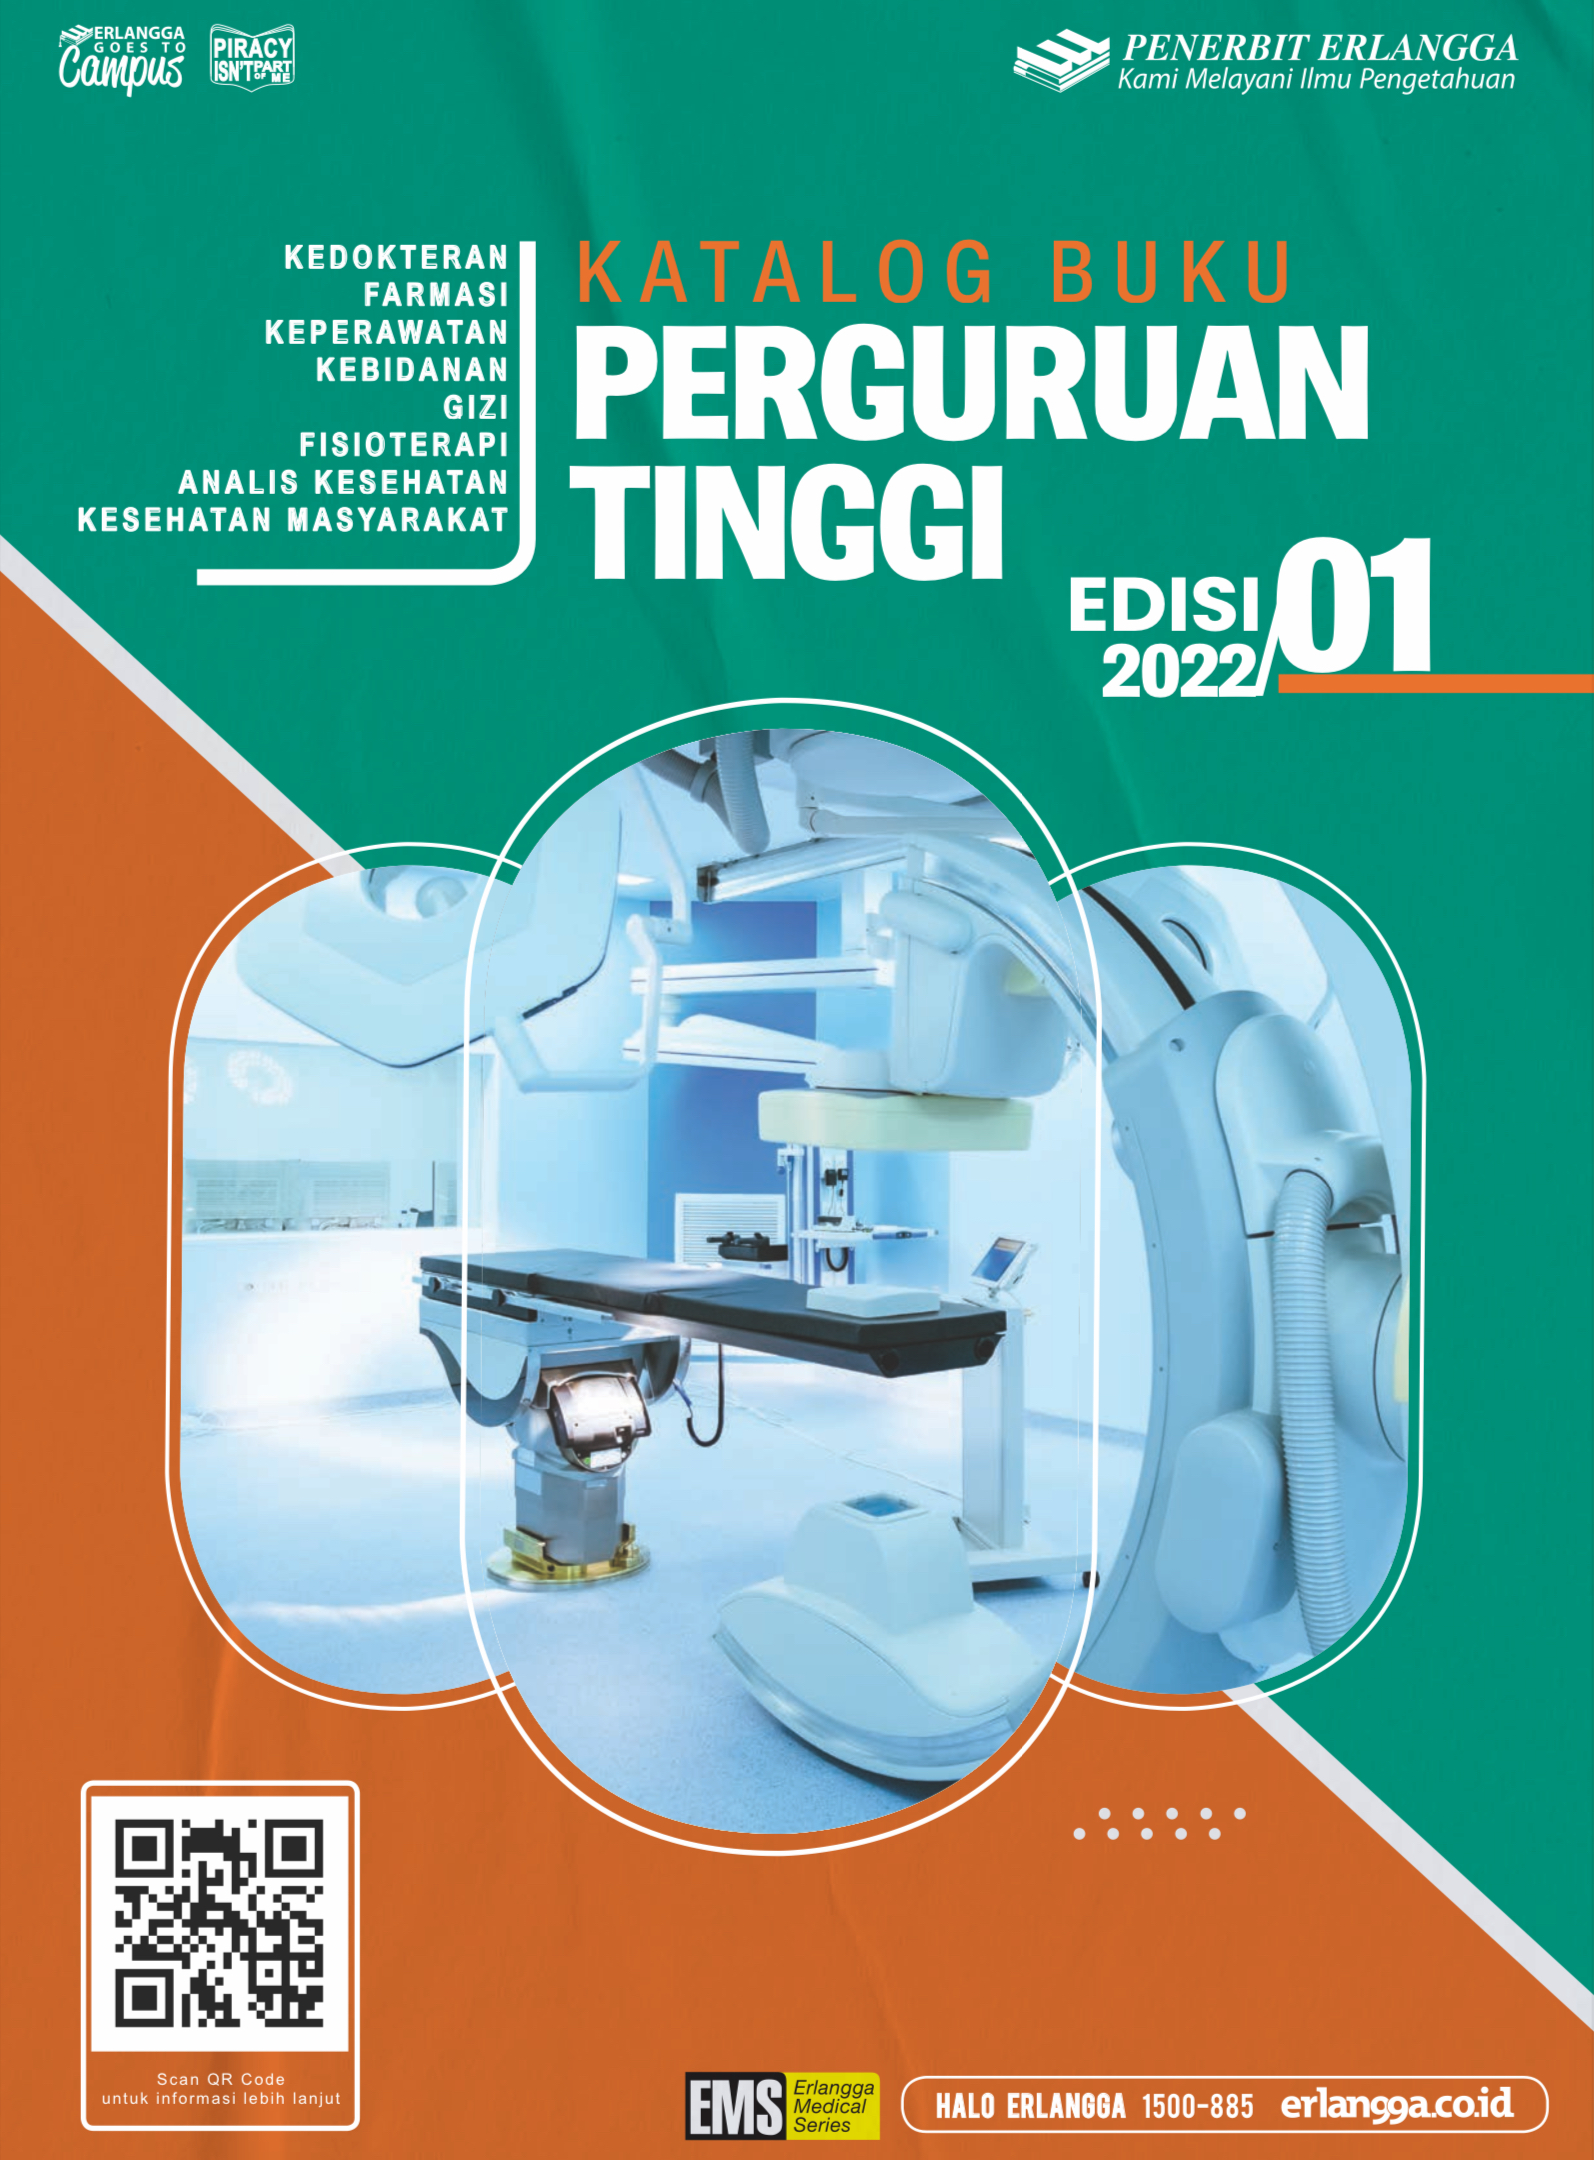 ERLANGGA
GOES TO
Campus
PIRACY
ISN'T PART
OF ME
PENERBIT ERLANGGA
Kami Melayani Ilmu Pengetahuan
KEDOKTERAN
FARMASI
KEPERAWATAN
KEBIDANAN
GIZI
FISIOTERAPI
ANALIS KESEHATAN
KESEHATAN MASYARAKAT
KATALOG BUKU
PERGURUAN
TINGGI
EDISI
2022/01
Scan QR Code
untuk informasi lebih lanjut
EMS
Erlangga
Medical
Series
HALO ERLANGGA 1500-885 erlangga.co.id